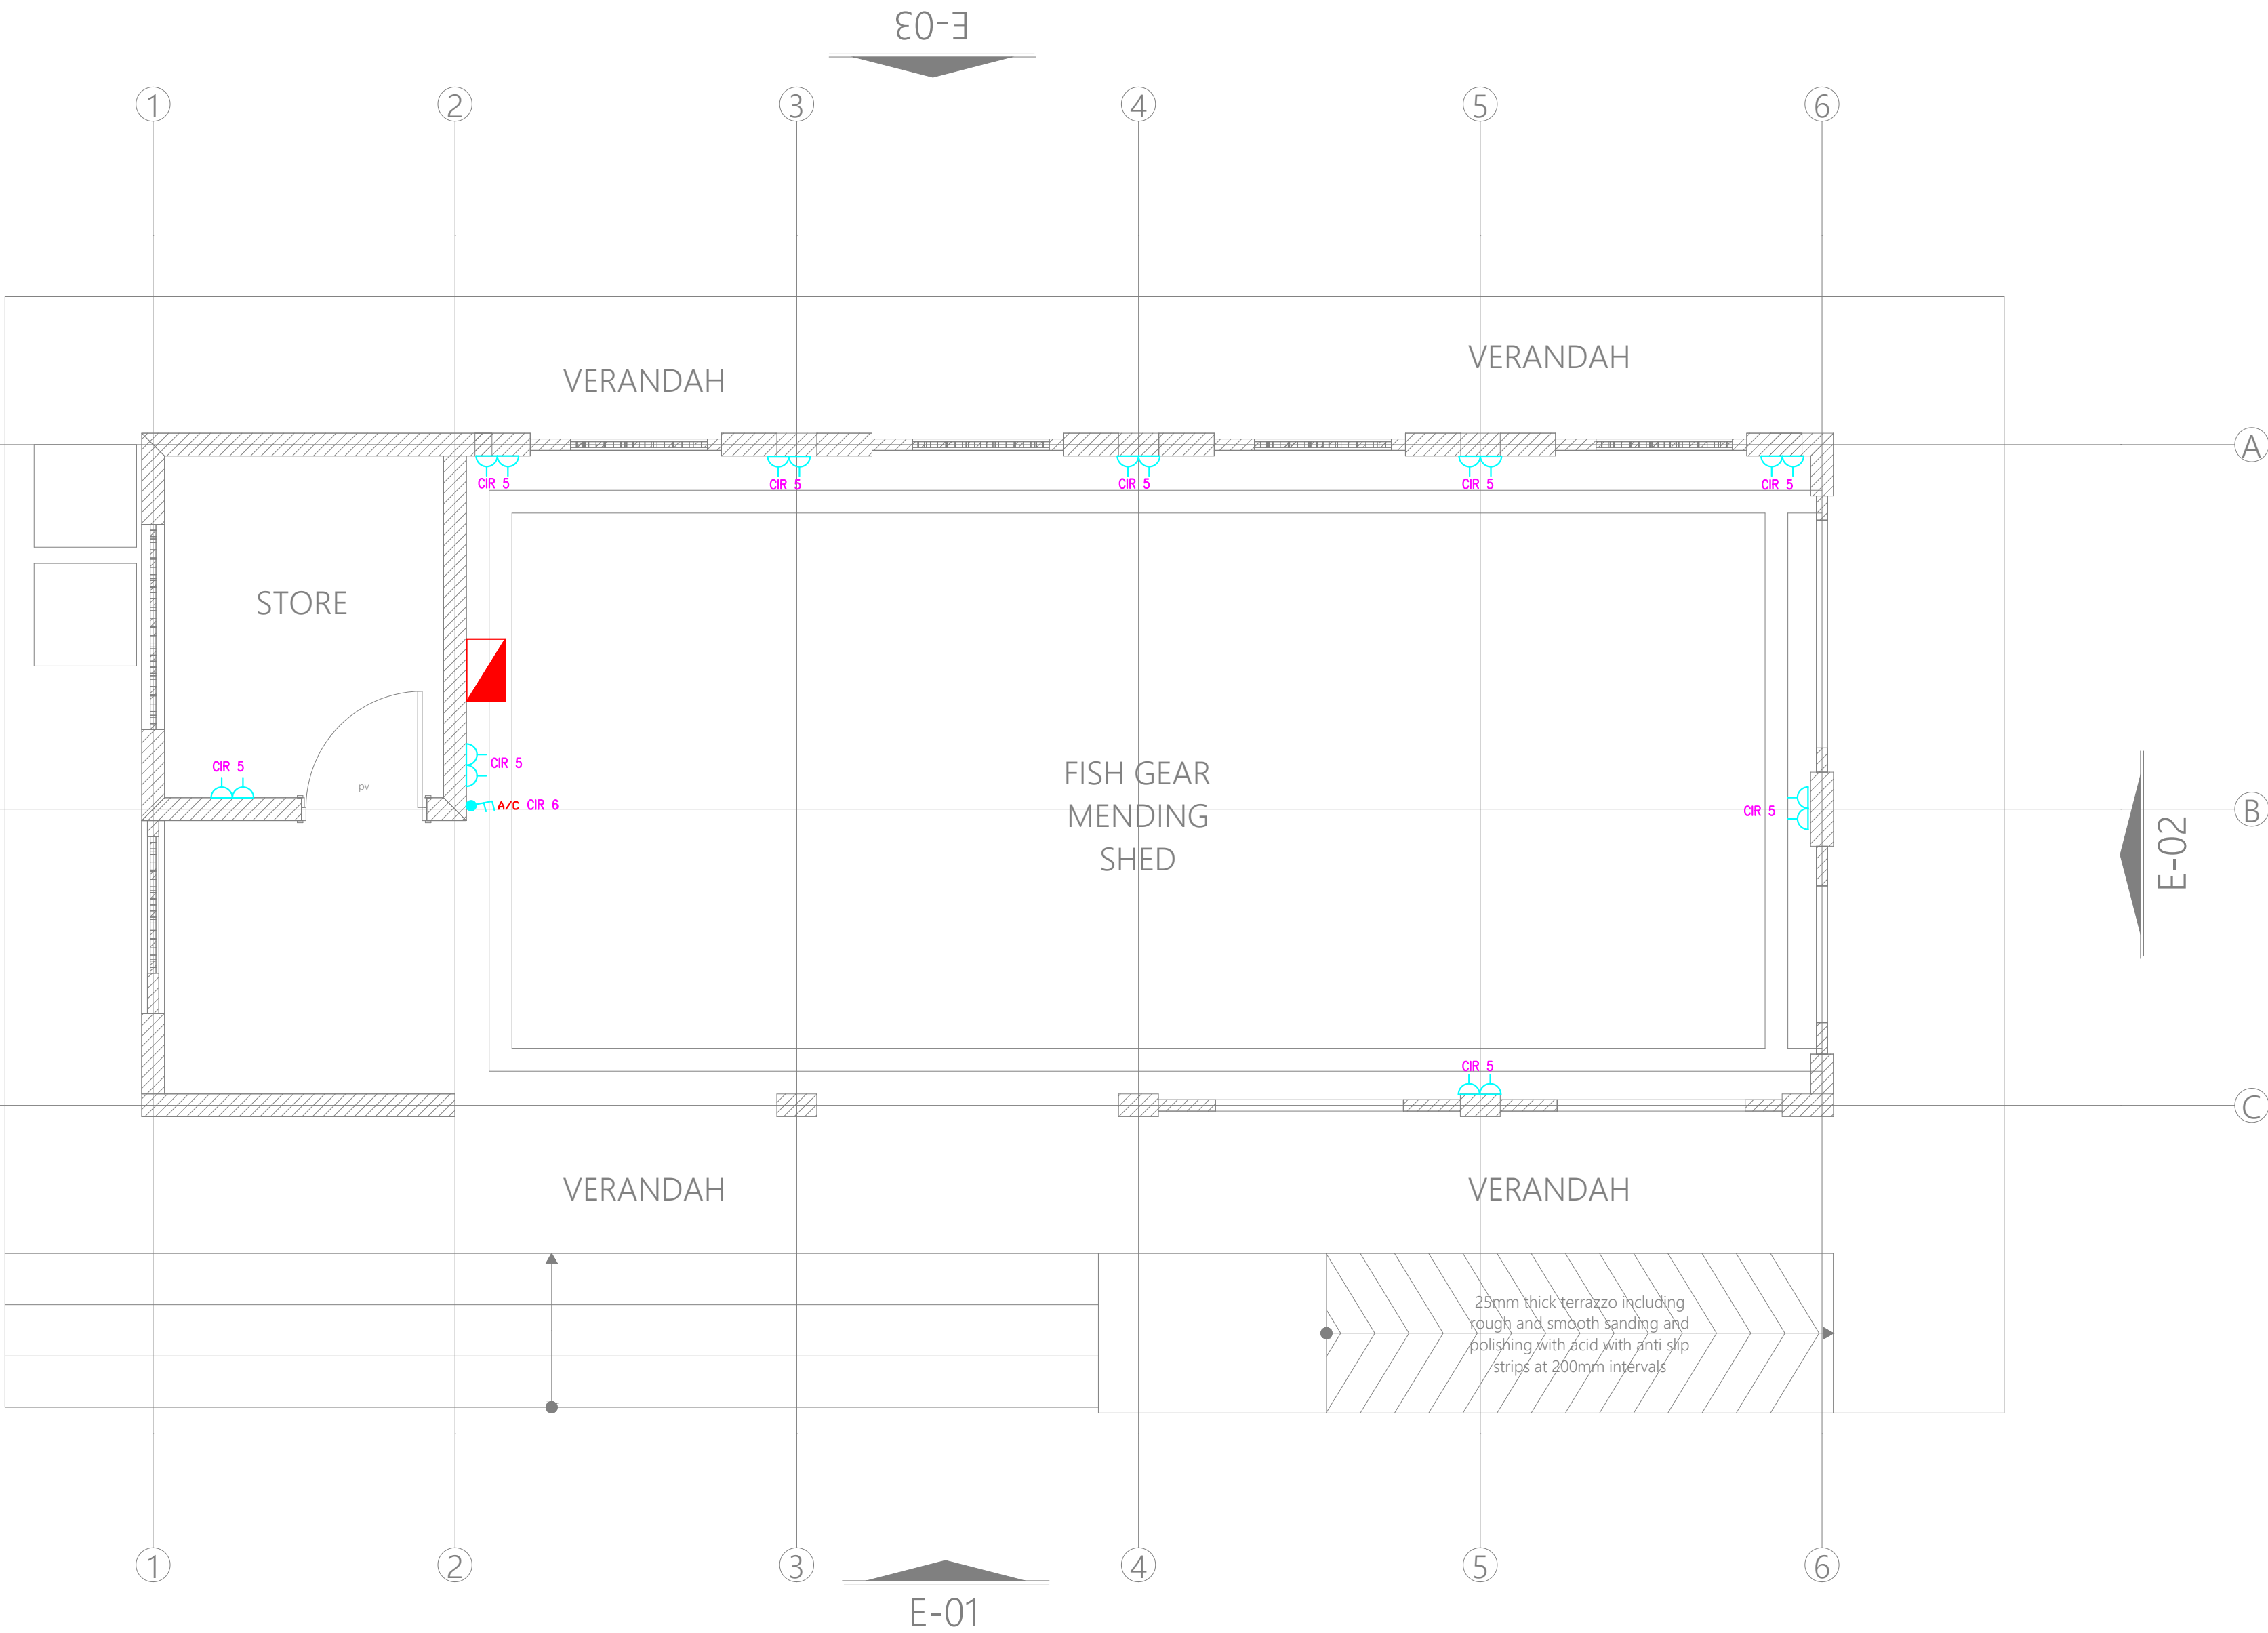 E-03
1 2 3 4 5 6
VERANDAH
VERANDAH
A
CIR 5 CIR 5 CIR 5 CIR 5 CIR 5
STORE
CIR 5
CIR 5
pv
FISH GEAR
MENDING
SHED
A/C CIR 6
CIR 5
B
E-02
CIR 5
C
VERANDAH VERANDAH
25mm thick terrazzo including
rough and smooth sanding and
polishing with acid with anti slip
strips at 200mm intervals
1 2 3 4 5 6
E-01